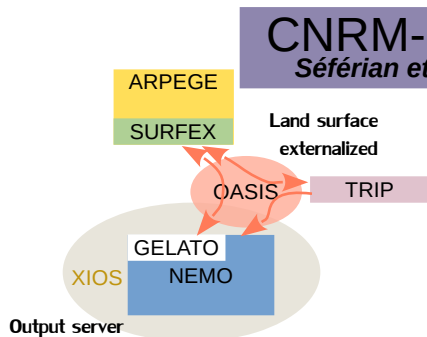 CNRM-
Séférian et
ARPEGE
SURFEX
Land surface
externalized
OASIS
TRIP
GELATO
XIOS
NEMO
Output server